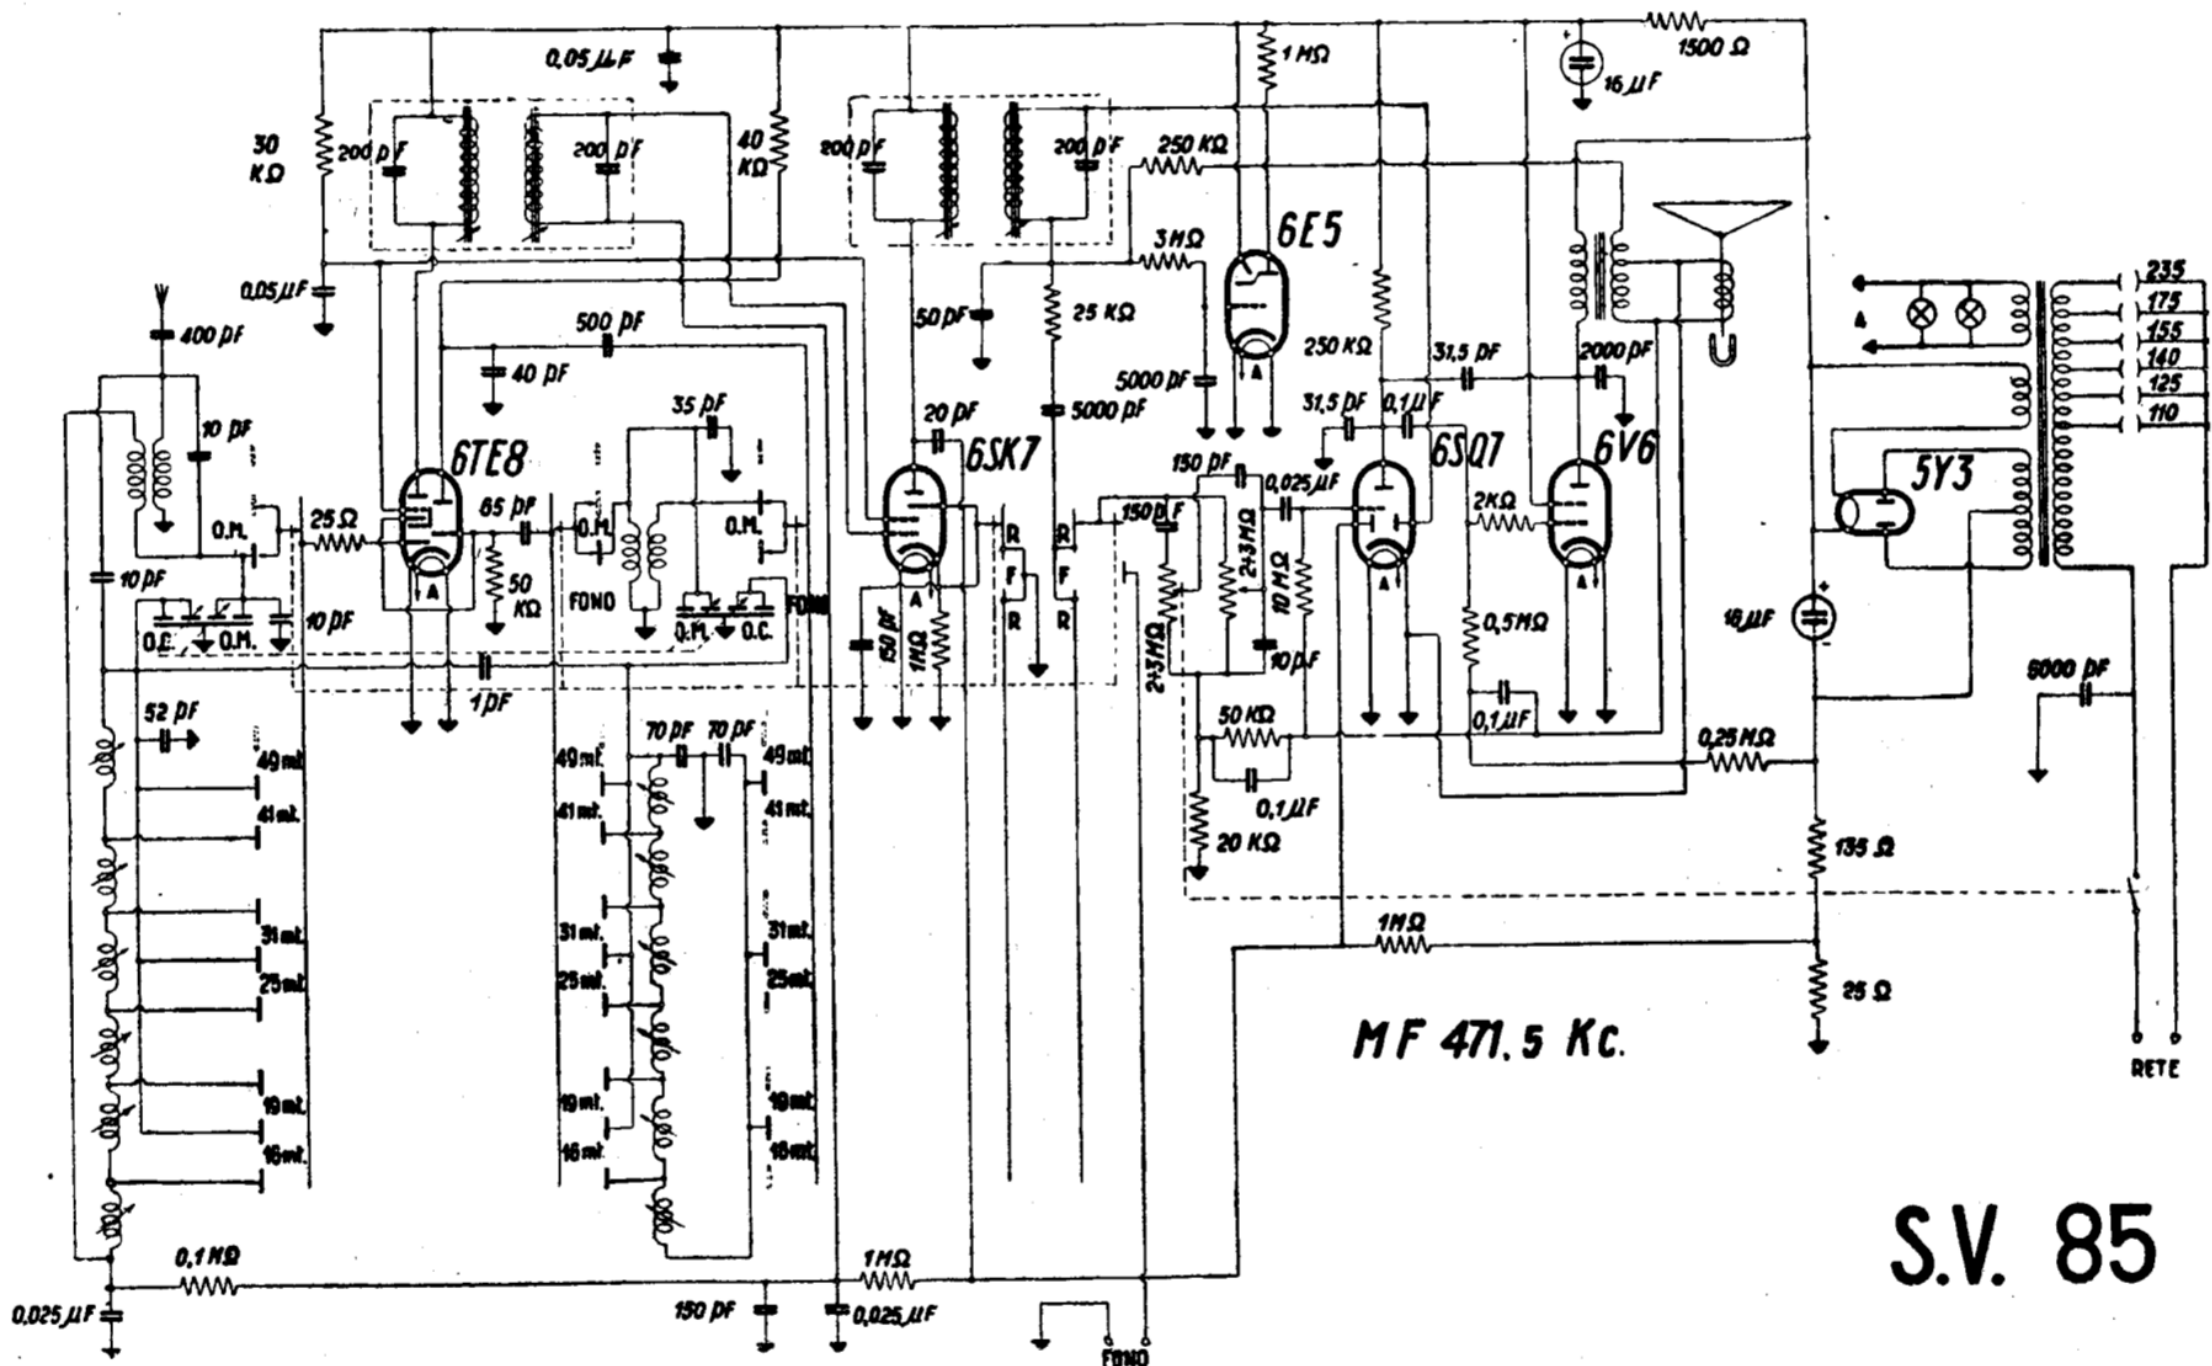 1500 Ω
0,05 µF
1 MΩ
16 µF
30 KΩ
200 pF
200 pF
40 KΩ
200 pF
200 pF
250 KΩ
6E5
3 MΩ
0,05 µF
400 pF
500 pF
50 pF
25 KΩ
250 KΩ
31,5 pF
2000 pF
235
175
155
140
125
110
A
40 pF
5000 pF
A
10 pF
35 pF
20 pF
5000 pF
31,5 pF
0,1 µF
6TE8
6SK7
6SQ7
6V6
5Y3
150 pF
0,025 µF
O.M.
25 Ω
65 pF
O.M.
O.M.
150 pF
2+3 MΩ
2 KΩ
R
R
F
F
R
R
10 pF
A
50 KΩ
FONO
FONO
A
10 MΩ
A
A
O.C.
O.M.
10 pF
O.M.
O.C.
150 pF
1 MΩ
2+3 MΩ
10 pF
0,5 MΩ
16 µF
1 pF
52 pF
70 pF
70 pF
50 KΩ
0,1 µF
0,25 MΩ
5000 pF
49 mt.
49 mt.
49 mt.
41 mt.
41 mt.
41 mt.
0,1 µF
20 KΩ
135 Ω
31 mt.
31 mt.
31 mt.
1 MΩ
25 mt.
25 mt.
25 mt.
25 Ω
MF 471,5 Kc.
RETE
19 mt.
19 mt.
19 mt.
16 mt.
16 mt.
16 mt.
S.V. 85
0,1 MΩ
1 MΩ
0,025 µF
150 pF
0,025 µF
FONO